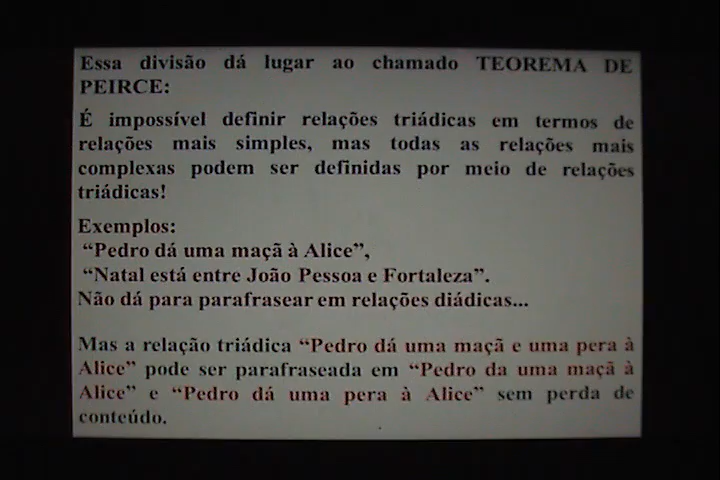 Essa divisão dá lugar ao chamado TEOREMA DE
PEIRCE:
É impossível definir relações triádicas em termos de
relações mais simples, mas todas as relações mais
complexas podem ser definidas por meio de relações
triádicas!
Exemplos:
“Pedro dá uma maçã à Alice”,
“Natal está entre João Pessoa e Fortaleza”.
Não dá para parafrasear em relações diádicas...
Mas a relação triádica “Pedro dá uma maçã e uma pera à
Alice” pode ser parafraseada em “Pedro da uma maçã à
Alice” e “Pedro dá uma pera à Alice” sem perda de
conteúdo.